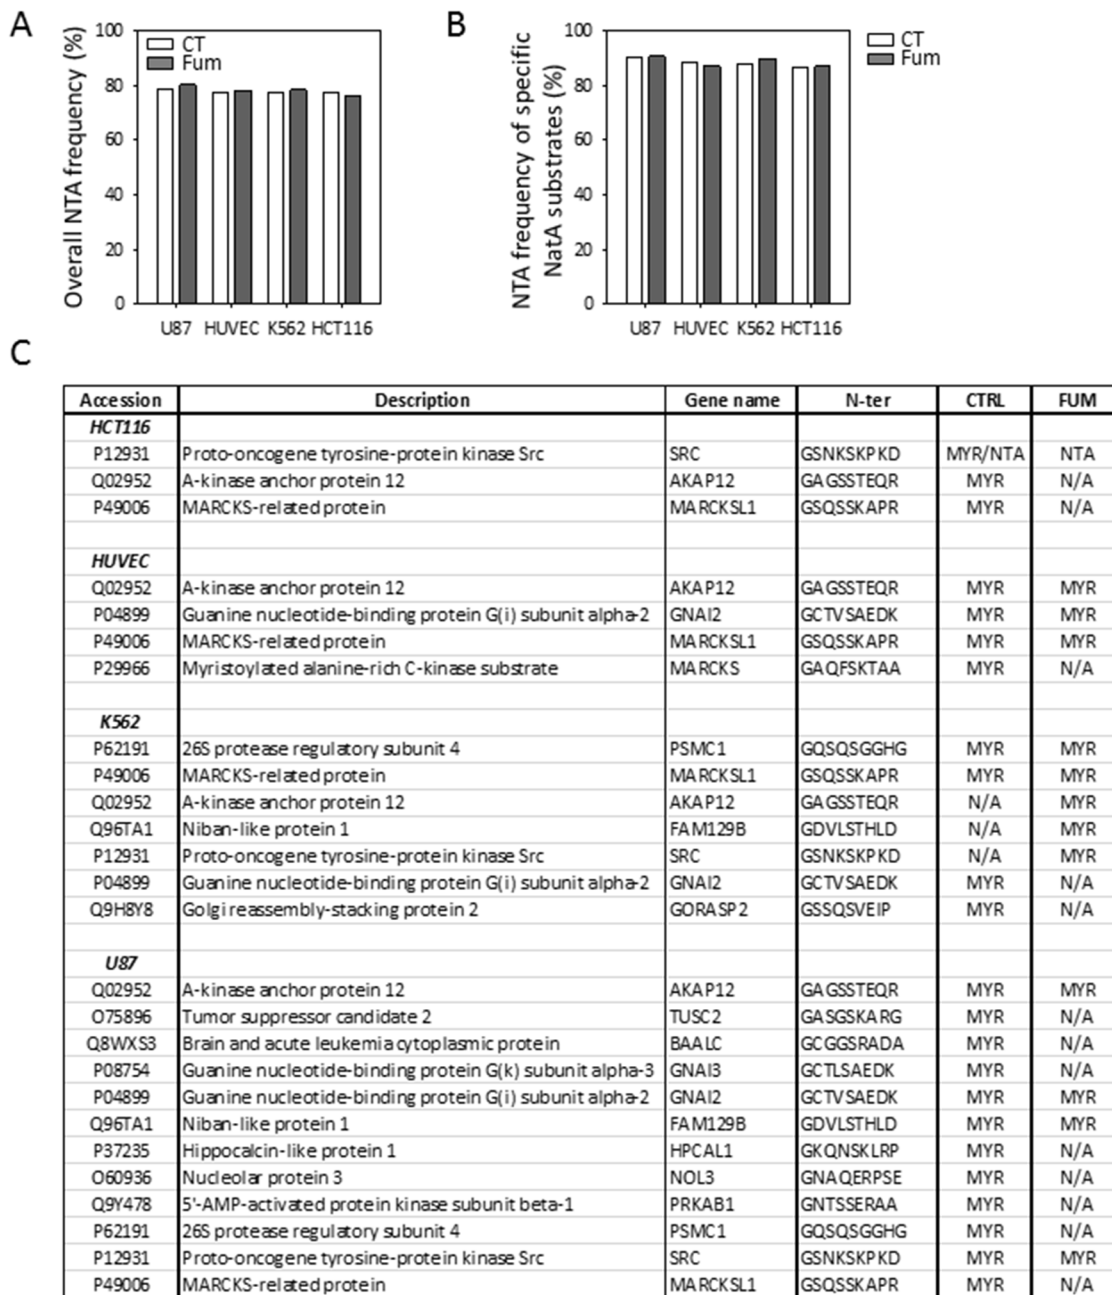 A
Overall NTA frequency (%)
100
80
60
40
20
0
CT
Fum
U87 HUVEC K562 HCT116
B
NTA frequency of specific
NatA substrates (%)
100
80
60
40
20
0
CT
Fum
U87 HUVEC K562 HCT116
C
Accession Description Gene name N-ter CTRL FUM
HCT116
P12931 Proto-oncogene tyrosine-protein kinase Src SRC GSNKSKPKD MYR/NTA NTA
Q02952 A-kinase anchor protein 12 AKAP12 GAGSSTEQR MYR N/A
P49006 MARCKS-related protein MARCKSL1 GSQSSKAPR MYR N/A
HUVEC
Q02952 A-kinase anchor protein 12 AKAP12 GAGSSTEQR MYR MYR
P04899 Guanine nucleotide-binding protein G(i) subunit alpha-2 GNAI2 GCTVSAEDK MYR MYR
P49006 MARCKS-related protein MARCKSL1 GSQSSKAPR MYR MYR
P29966 Myristoylated alanine-rich C-kinase substrate MARCKS GAQFSKTAA MYR N/A
K562
P62191 26S protease regulatory subunit 4 PSMC1 GQSQSGGHG MYR MYR
P49006 MARCKS-related protein MARCKSL1 GSQSSKAPR MYR MYR
Q02952 A-kinase anchor protein 12 AKAP12 GAGSSTEQR N/A MYR
Q96TA1 Niban-like protein 1 FAM129B GDVLSTHLD N/A MYR
P12931 Proto-oncogene tyrosine-protein kinase Src SRC GSNKSKPKD N/A MYR
P04899 Guanine nucleotide-binding protein G(i) subunit alpha-2 GNAI2 GCTVSAEDK MYR N/A
Q9H8Y8 Golgi reassembly-stacking protein 2 GORASP2 GSSQSVEIP MYR N/A
U87
Q02952 A-kinase anchor protein 12 AKAP12 GAGSSTEQR MYR MYR
O75896 Tumor suppressor candidate 2 TUSC2 GASGSKARG MYR N/A
Q8WXS3 Brain and acute leukemia cytoplasmic protein BAALC GCGGSRADA MYR N/A
P08754 Guanine nucleotide-binding protein G(k) subunit alpha-3 GNAI3 GCTLSAEDK MYR N/A
P04899 Guanine nucleotide-binding protein G(i) subunit alpha-2 GNAI2 GCTVSAEDK MYR MYR
Q96TA1 Niban-like protein 1 FAM129B GDVLSTHLD MYR MYR
P37235 Hippocalcin-like protein 1 HPCAL1 GKQNSKLRP MYR N/A
O60936 Nucleolar protein 3 NOL3 GNAQERPSE MYR N/A
Q9Y478 5'-AMP-activated protein kinase subunit beta-1 PRKAB1 GNTSSERAA MYR N/A
P62191 26S protease regulatory subunit 4 PSMC1 GQSQSGGHG MYR N/A
P12931 Proto-oncogene tyrosine-protein kinase Src SRC GSNKSKPKD MYR MYR
P49006 MARCKS-related protein MARCKSL1 GSQSSKAPR MYR N/A